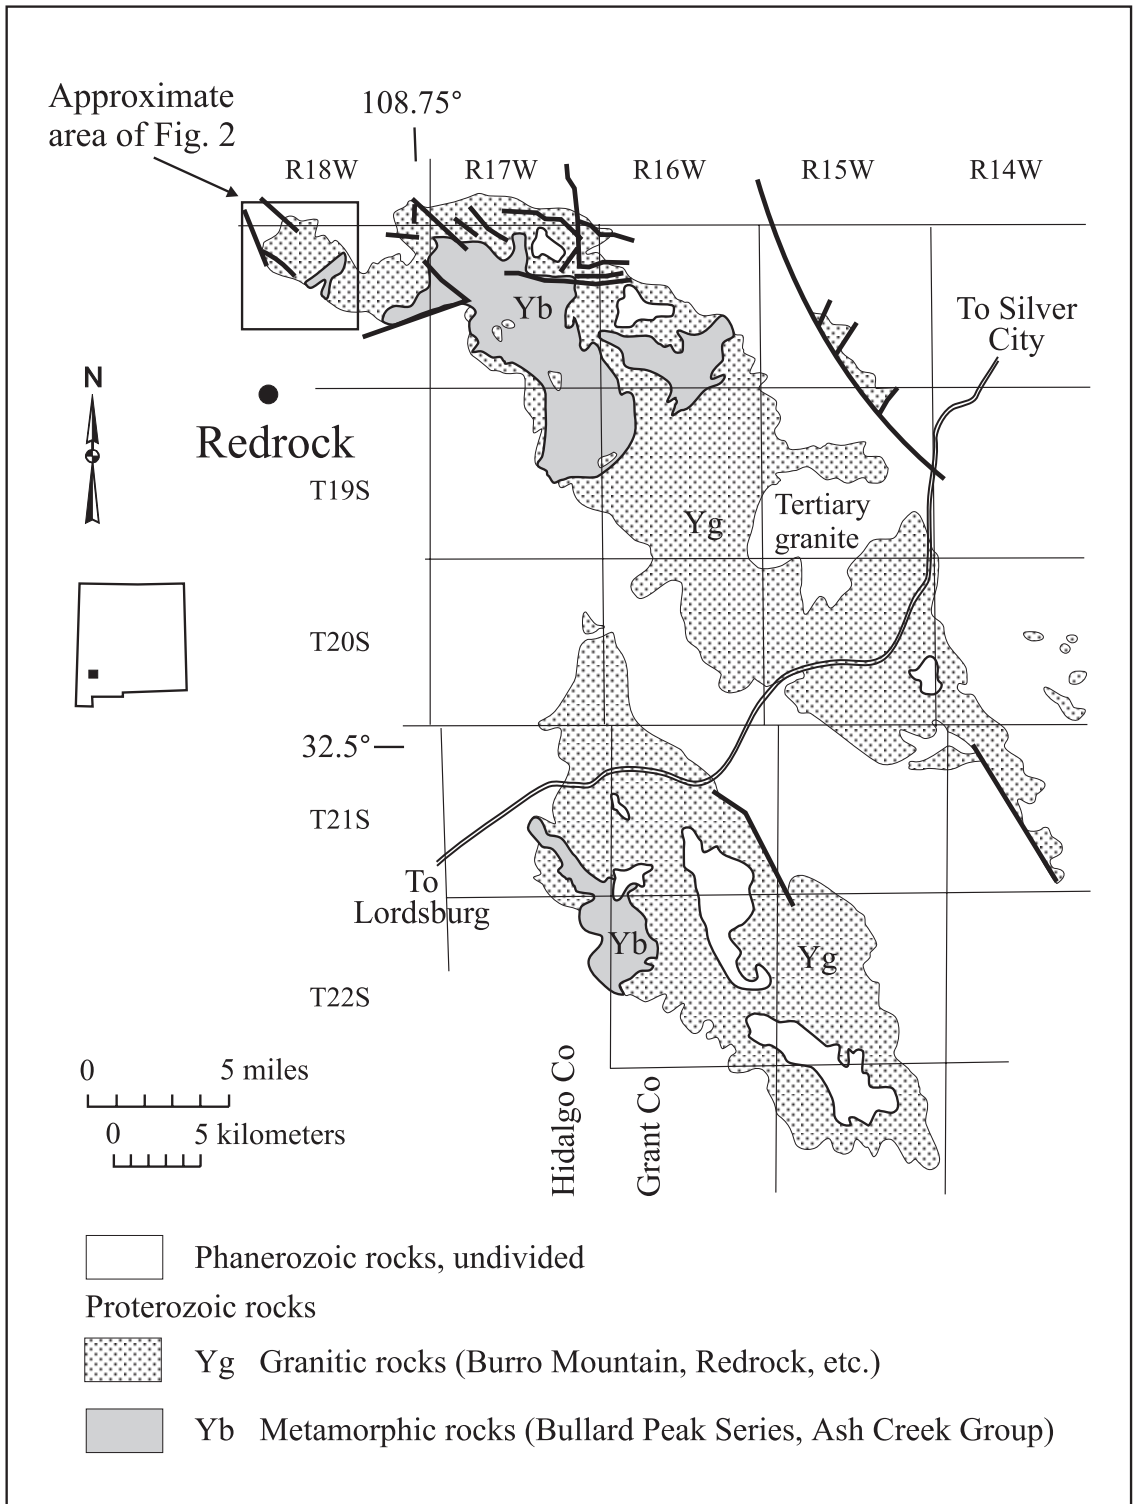 Approximate
area of Fig. 2
108.75°
R18W
R17W
R16W
R15W
R14W
To Silver
City
Yb
N
Redrock
T19S
Tertiary
granite
Yg
T20S
32.5°
T21S
To
Lordsburg
Yb
Yg
T22S
Hidalgo Co
Grant Co
0 5 miles
0 5 kilometers
Phanerozoic rocks, undivided
Proterozoic rocks
Yg Granitic rocks (Burro Mountain, Redrock, etc.)
Yb Metamorphic rocks (Bullard Peak Series, Ash Creek Group)